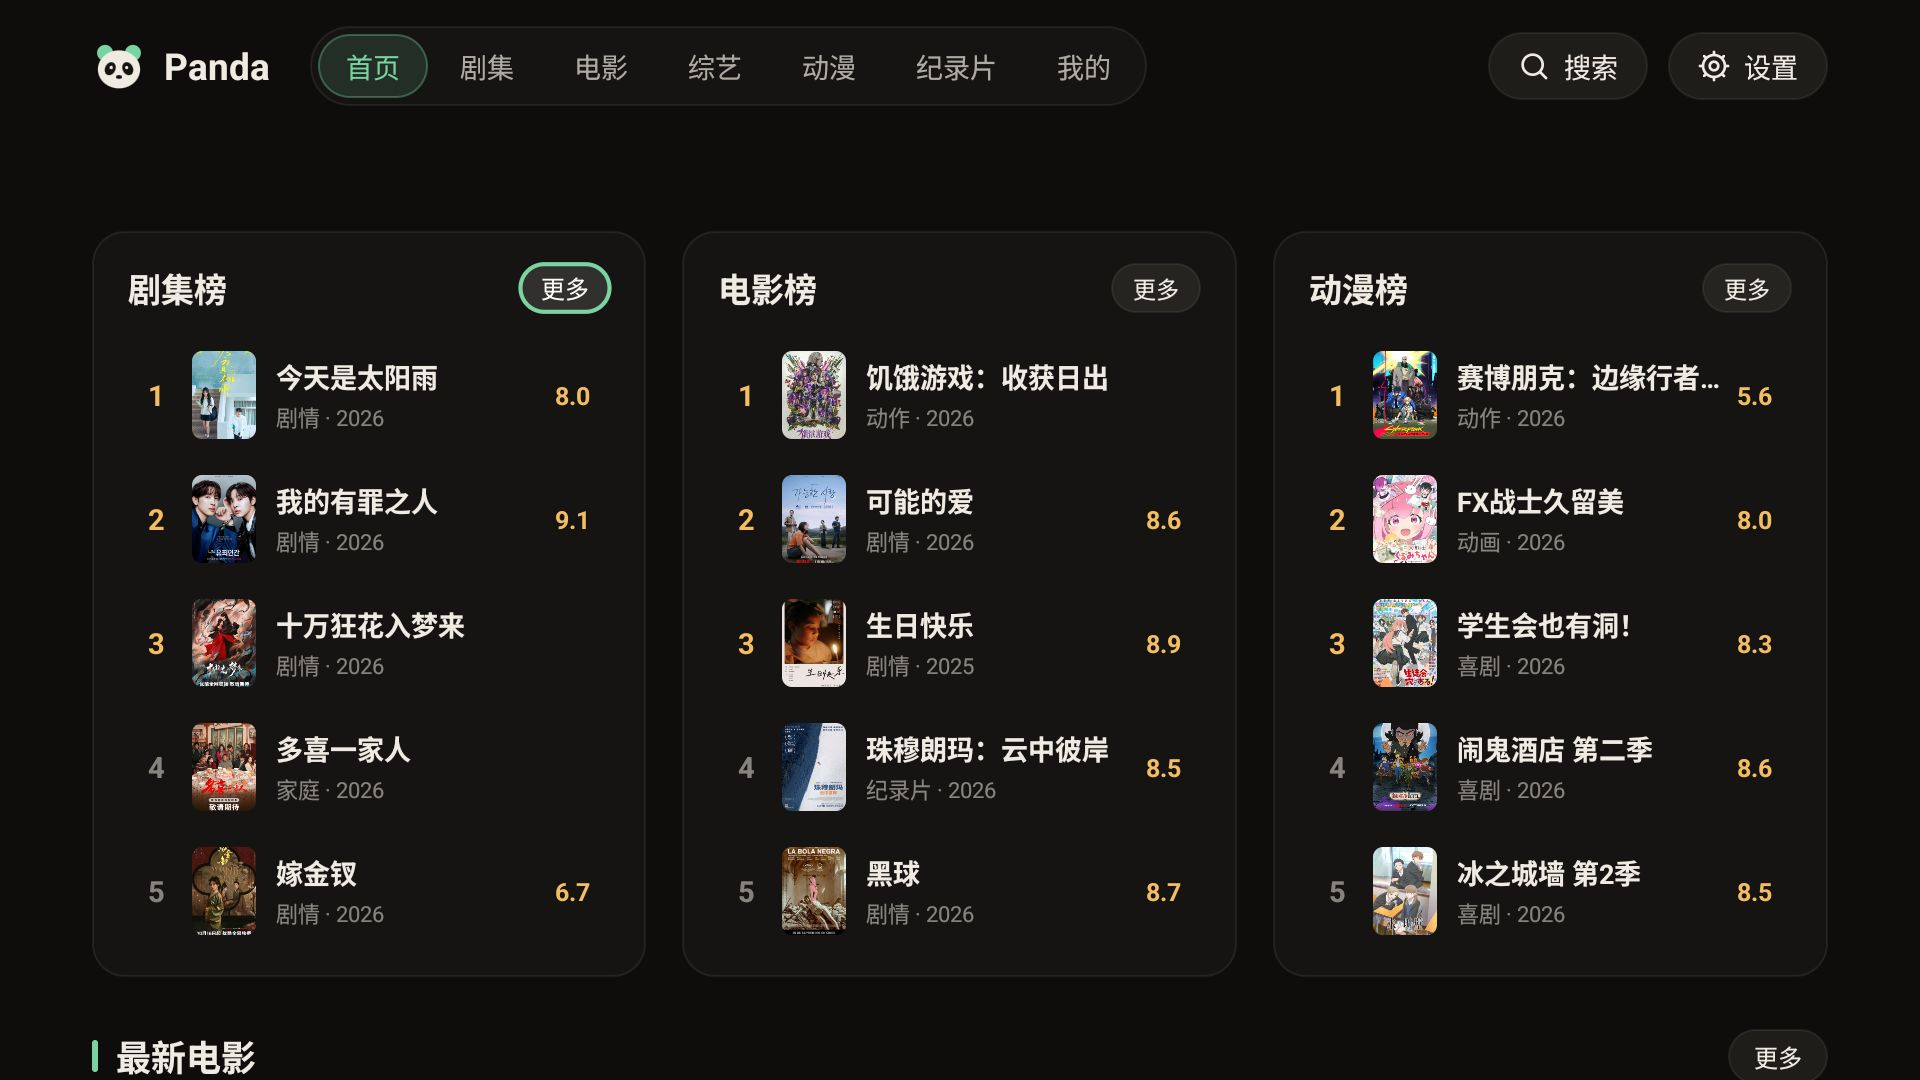 Panda
首页
剧集
电影
综艺
动漫
纪录片
我的
搜索
设置
剧集榜
更多
1
今天是太阳雨
剧情 · 2026
8.0
2
我的有罪之人
剧情 · 2026
9.1
3
十万狂花入梦来
剧情 · 2026
4
多喜一家人
家庭 · 2026
5
嫁金钗
剧情 · 2026
6.7
电影榜
更多
1
饥饿游戏：收获日出
动作 · 2026
2
可能的爱
剧情 · 2026
8.6
3
生日快乐
剧情 · 2025
8.9
4
珠穆朗玛：云中彼岸
纪录片 · 2026
8.5
5
LA BOLA NEGRA
黑球
剧情 · 2026
8.7
动漫榜
更多
1
赛博朋克：边缘行者...
动作 · 2026
5.6
2
FX战士久留美
动画 · 2026
8.0
3
学生会也有洞！
喜剧 · 2026
8.3
4
闹鬼酒店 第二季
喜剧 · 2026
8.6
5
冰之城墙 第2季
喜剧 · 2026
8.5
最新电影
更多